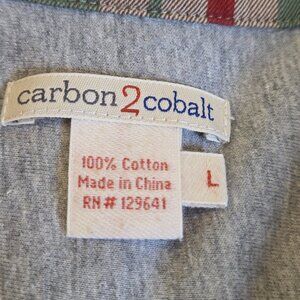 carbon2cobalt
100% Cotton
Made in China
RN# 129641
L